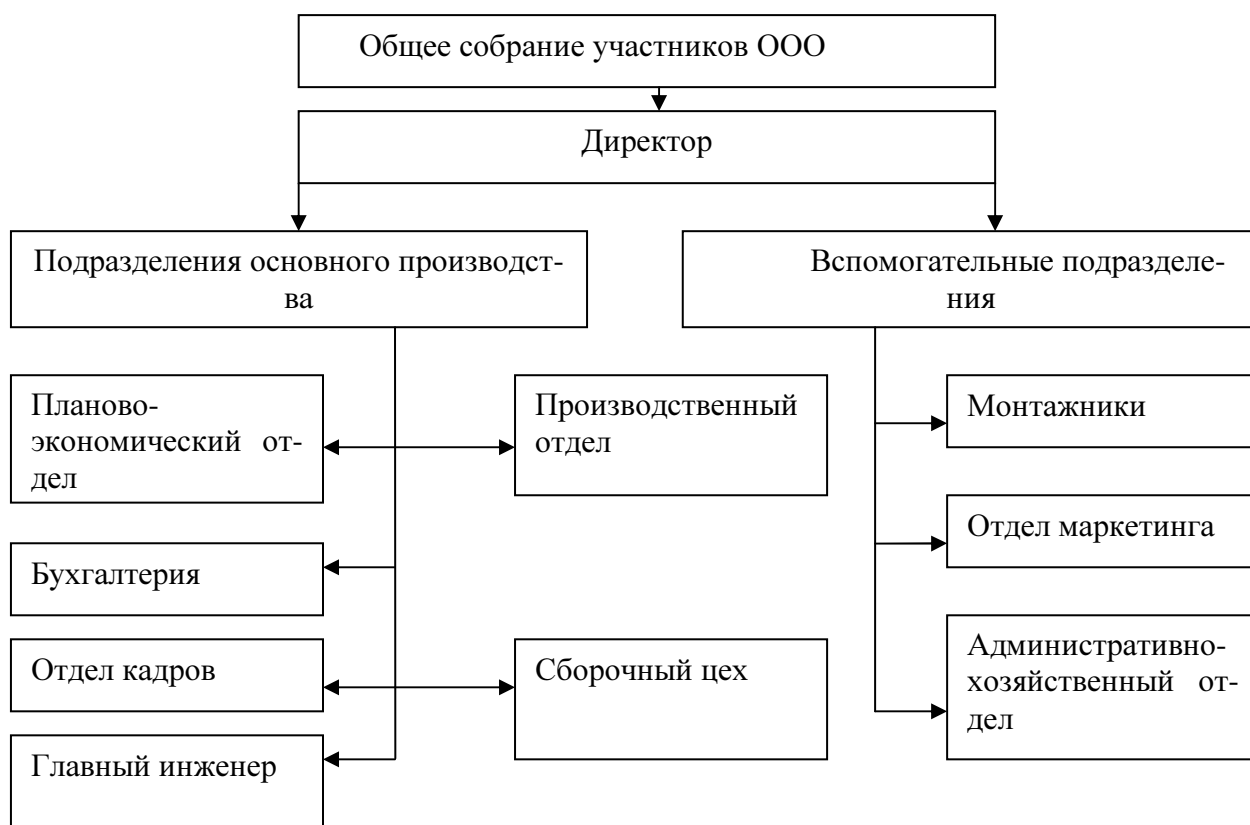 Общее собрание участников ООО
Директор
Подразделения основного производст-
ва
Вспомогательные подразделе-
ния
Планово-
экономический от-
дел
Производственный
отдел
Монтажники
Бухгалтерия
Отдел маркетинга
Отдел кадров
Сборочный цех
Административно-
хозяйственный от-
дел
Главный инженер